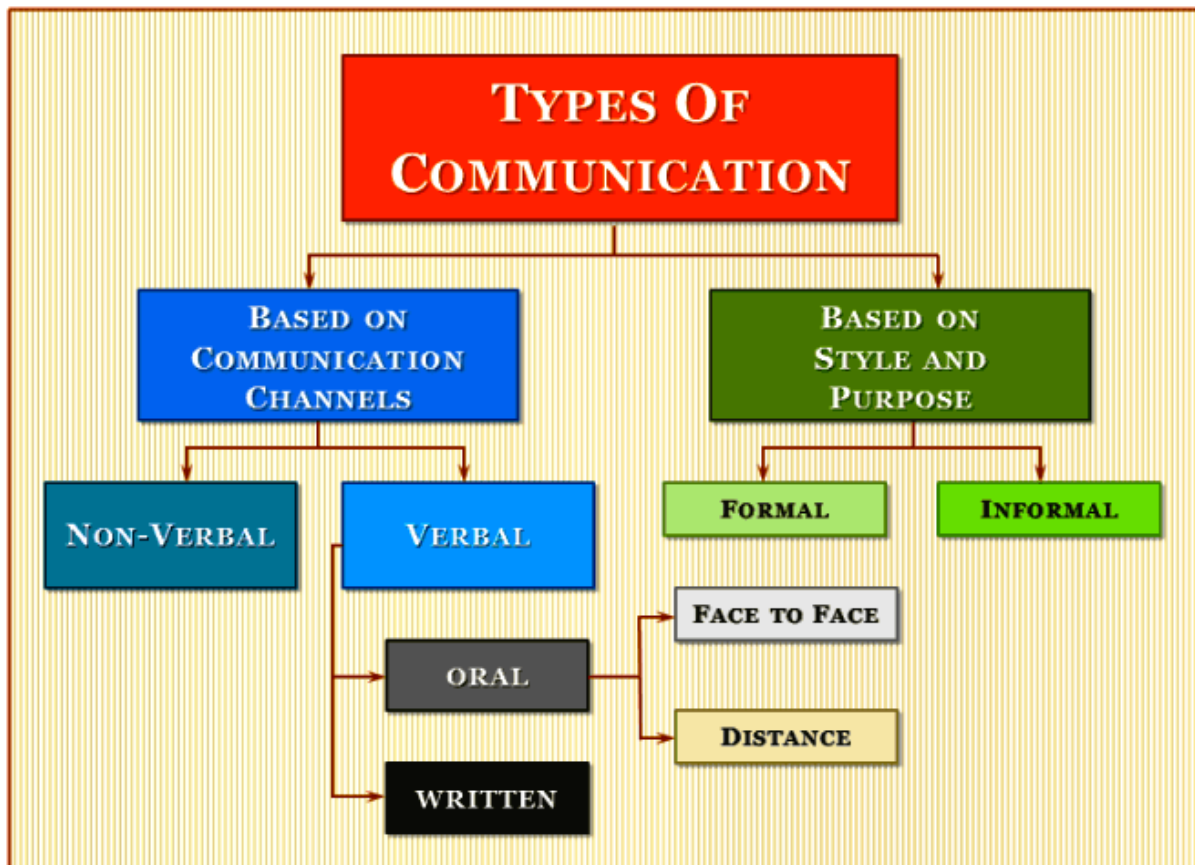 TYPES OF
COMMUNICATION
BASED ON
COMMUNICATION
CHANNELS
BASED ON
STYLE AND
PURPOSE
NON-VERBAL
VERBAL
FORMAL
INFORMAL
FACE TO FACE
ORAL
DISTANCE
WRITTEN